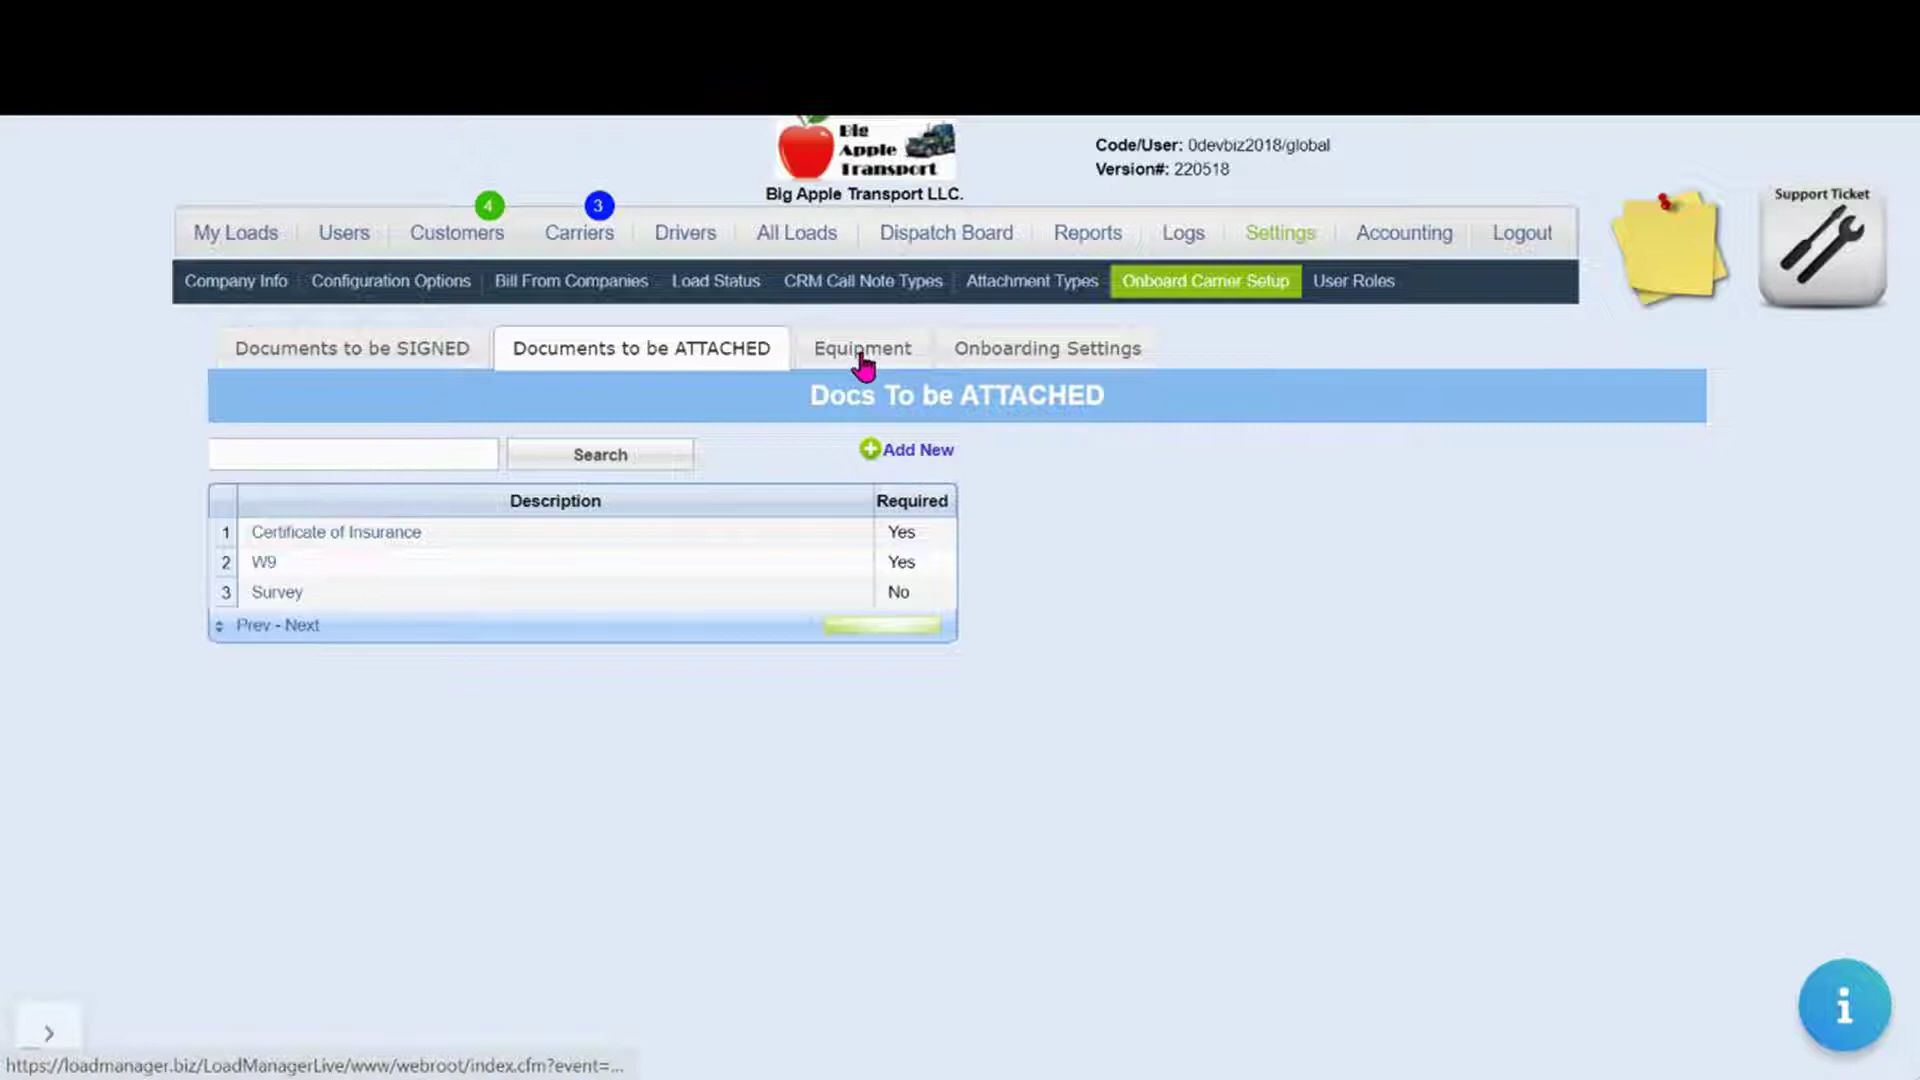 Big
Apple
Transport
Big Apple Transport LLC.
Code/User: 0devbiz2018/global
Version#: 220518
Support Ticket
4
3
My Loads Users Customers Carriers Drivers All Loads Dispatch Board Reports Logs Settings Accounting Logout
Company Info Configuration Options Bill From Companies Load Status CRM Call Note Types Attachment Types Onboard Carrier Setup User Roles
Documents to be SIGNED Documents to be ATTACHED Equipment Onboarding Settings
Docs To be ATTACHED
Search Add New
Description Required
1 Certificate of Insurance Yes
2 W9 Yes
3 Survey No
Prev - Next
i
https://loadmanager.biz/LoadManagerLive/www/webroot/index.cfm?event=...